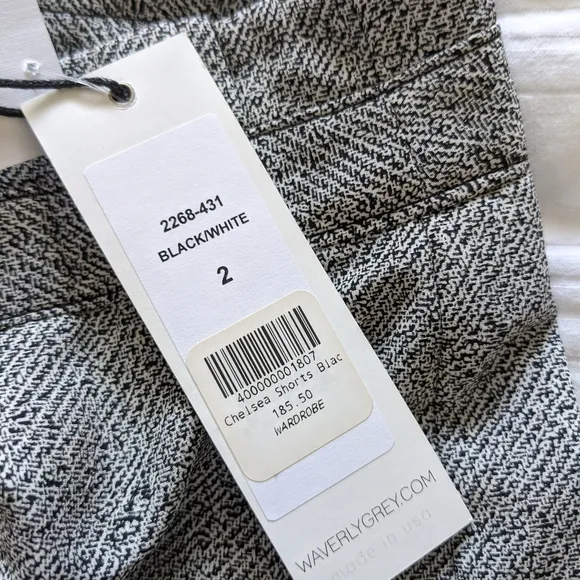 2268-431
BLACK/WHITE
2
400000001807
Chelsea Shorts Blac
185.50
WARDROBE
WAVERLYGREY.COM
made in usa